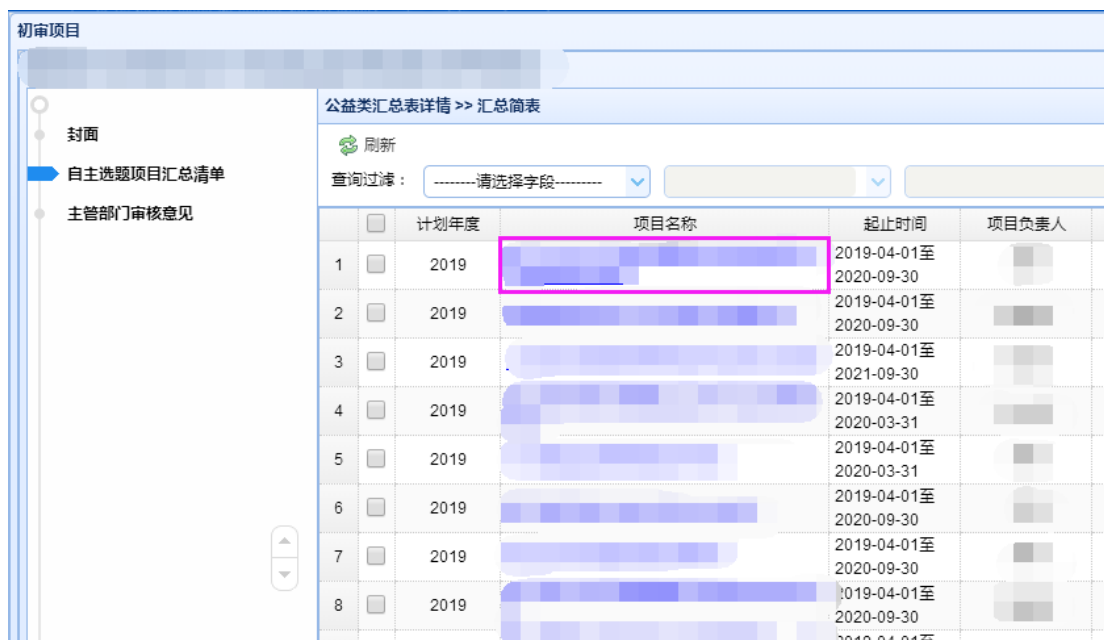 初审项目
公益类汇总表详情 >> 汇总简表
封面
刷新
自主选题项目汇总清单
查询过滤：
--------请选择字段---------
主管部门审核意见
计划年度 项目名称 起止时间 项目负责人
1 2019 2019-04-01至
2020-09-30
2 2019 2019-04-01至
2020-09-30
3 2019 2019-04-01至
2021-09-30
4 2019 2019-04-01至
2020-03-31
5 2019 2019-04-01至
2020-03-31
6 2019 2019-04-01至
2020-09-30
7 2019 2019-04-01至
2020-09-30
8 2019 2019-04-01至
2020-09-30